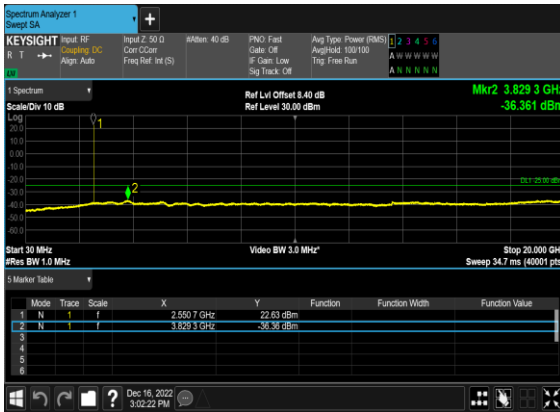 Spectrum Analyzer 1
Swept SA
KEYSIGHT
R T
Input: RF
Coupling: DC
Align: Auto
Input Z: 50 Ω
Corr CCorr
Freq Ref: Int (S)
#Atten: 40 dB
PNO: Fast
Gate: Off
IF Gain: Low
Sig Track: Off
Avg Type: Power (RMS)
Avg|Hold: 100/100
Trig: Free Run
1 2 3 4 5 6
A W W W W W
A N N N N N
1 Spectrum
Scale/Div 10 dB
Ref Lvl Offset 8.40 dB
Ref Level 30.00 dBm
Mkr2 3.829 3 GHz
-36.361 dBm
Log
20.0
10.0
0.00
-10.0
-20.0
-30.0
-40.0
-50.0
-60.0
1
2
DL1 -25.00 dBm
Start 30 MHz
#Res BW 1.0 MHz
Video BW 3.0 MHz*
Stop 20.000 GHz
Sweep 34.7 ms (40001 pts)
5 Marker Table
Mode Trace Scale X Y Function Function Width Function Value
1 N 1 f 2.550 7 GHz 22.63 dBm
2 N 1 f 3.829 3 GHz -36.36 dBm
3
4
5
6
?
Dec 16, 2022
3:02:22 PM